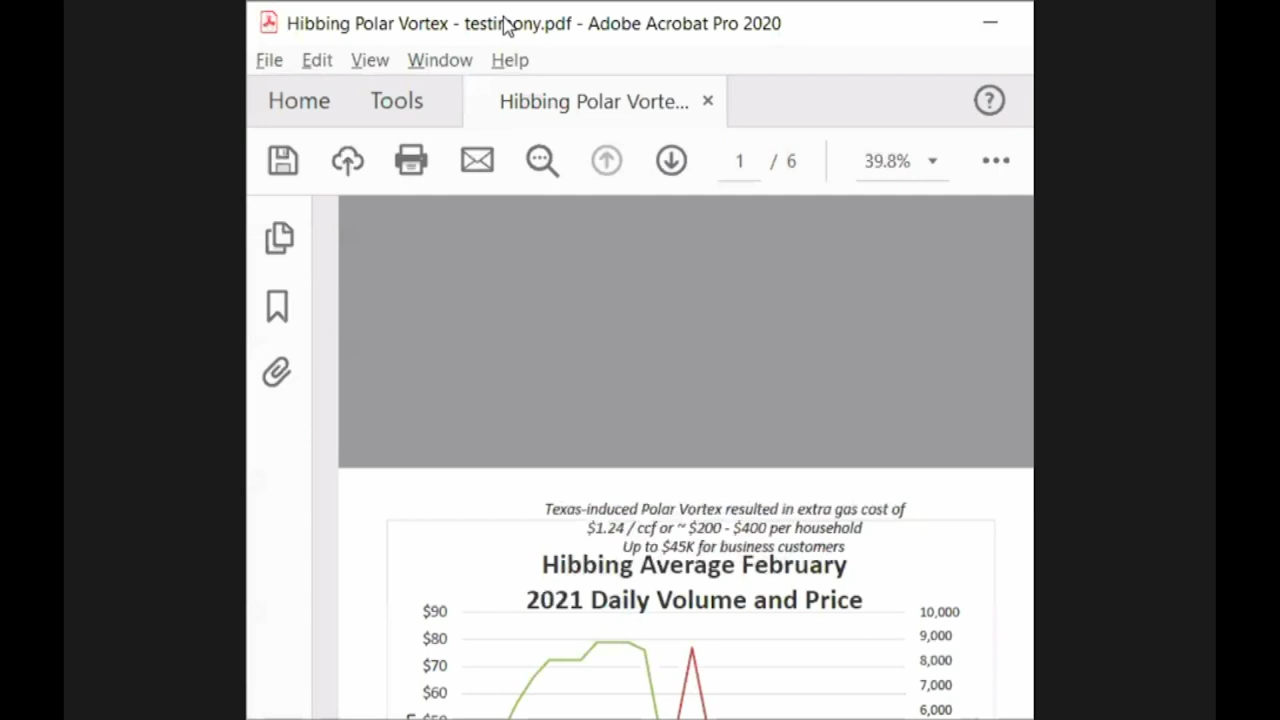 Hibbing Polar Vortex - testimony.pdf - Adobe Acrobat Pro 2020
File Edit View Window Help
Home Tools Hibbing Polar Vorte... ×
1 / 6 39.8%
Texas-induced Polar Vortex resulted in extra gas cost of
$1.24 / ccf or ~ $200 - $400 per household
Up to $45K for business customers
Hibbing Average February
2021 Daily Volume and Price
$90 10,000
$80 9,000
$70 8,000
$60 7,000
6,000